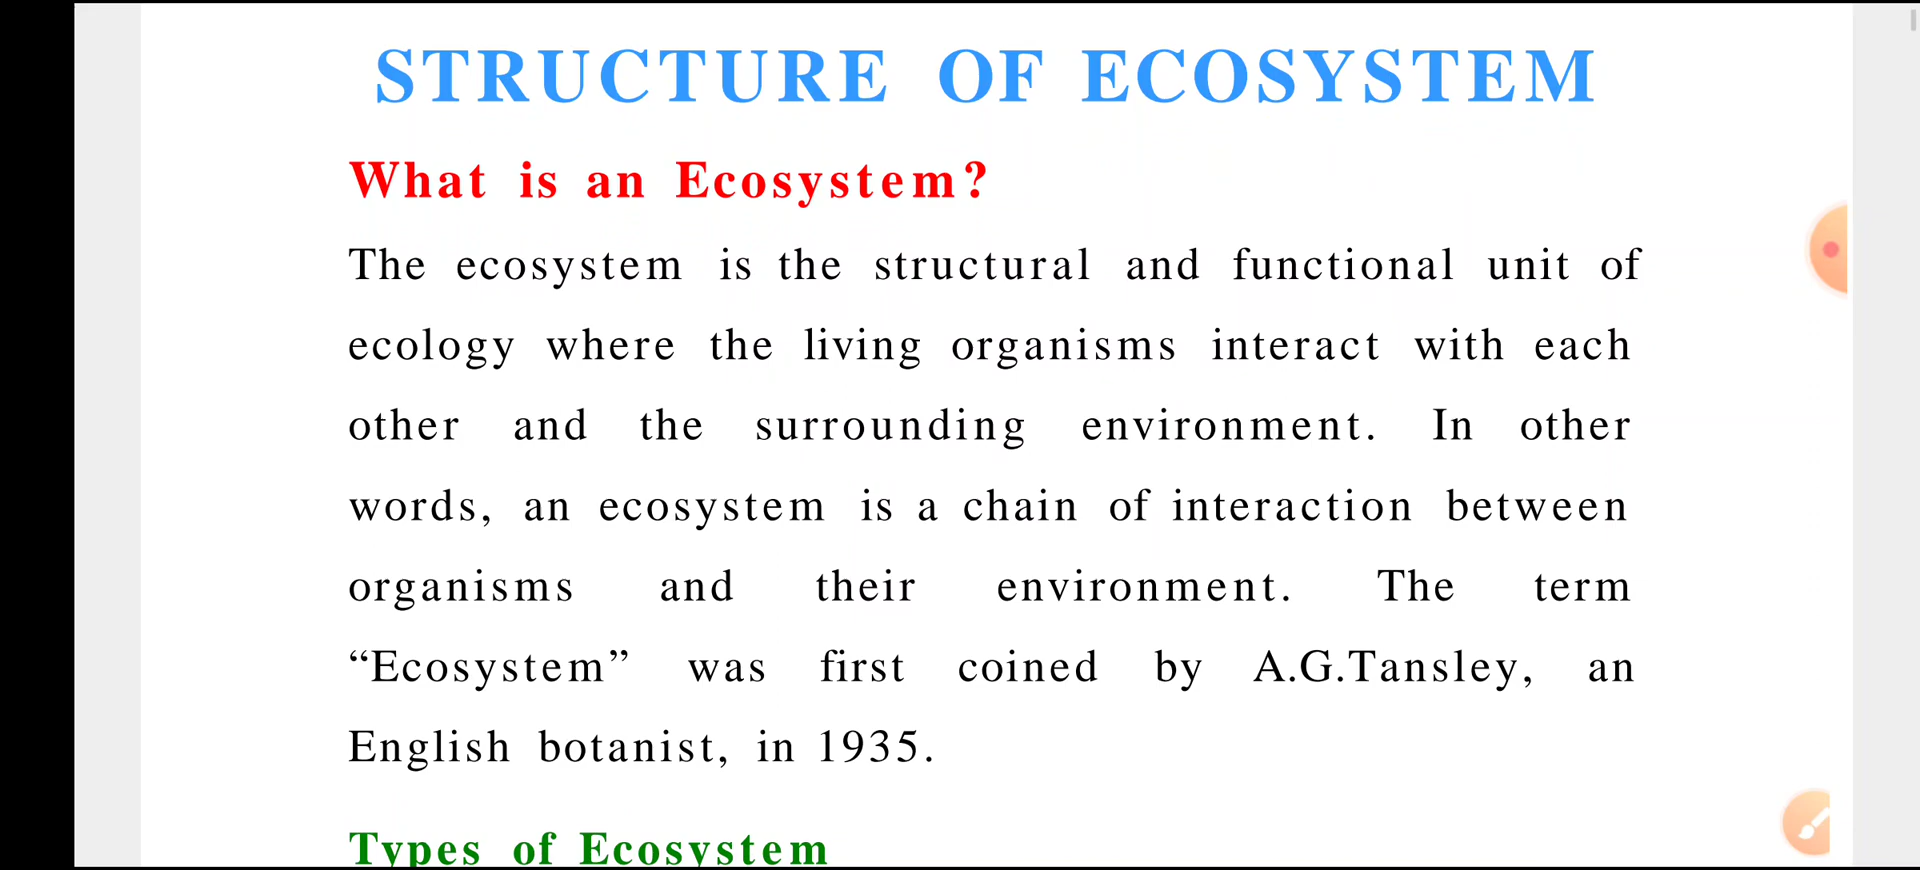 STRUCTURE OF ECOSYSTEM
What is an Ecosystem?
The ecosystem is the structural and functional unit of
ecology where the living organisms interact with each
other and the surrounding environment. In other
words, an ecosystem is a chain of interaction between
organisms and their environment. The term
“Ecosystem” was first coined by A.G.Tansley, an
English botanist, in 1935.
Types of Ecosystem